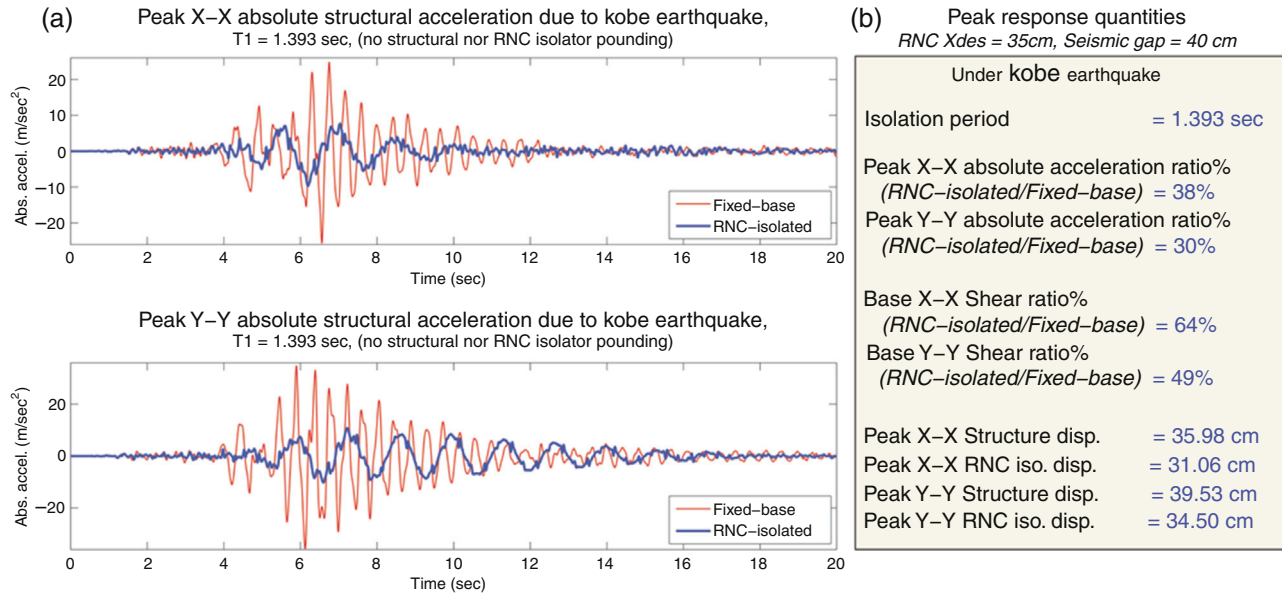 (a)
Peak X–X absolute structural acceleration due to kobe earthquake,
T1 = 1.393 sec, (no structural nor RNC isolator pounding)
Abs. accel. (m/sec²)
20
10
0
−10
−20
Fixed–base
RNC–isolated
0 2 4 6 8 10 12 14 16 18 20
Time (sec)
Peak Y–Y absolute structural acceleration due to kobe earthquake,
T1 = 1.393 sec, (no structural nor RNC isolator pounding)
Abs. accel. (m/sec²)
20
0
−20
Fixed–base
RNC–isolated
0 2 4 6 8 10 12 14 16 18 20
Time (sec)
(b)
Peak response quantities
RNC Xdes = 35cm, Seismic gap = 40 cm
Under kobe earthquake
Isolation period = 1.393 sec
Peak X–X absolute acceleration ratio%
(RNC–isolated/Fixed–base) = 38%
Peak Y–Y absolute acceleration ratio%
(RNC–isolated/Fixed–base) = 30%
Base X–X Shear ratio%
(RNC–isolated/Fixed–base) = 64%
Base Y–Y Shear ratio%
(RNC–isolated/Fixed–base) = 49%
Peak X–X Structure disp. = 35.98 cm
Peak X–X RNC iso. disp. = 31.06 cm
Peak Y–Y Structure disp. = 39.53 cm
Peak Y–Y RNC iso. disp. = 34.50 cm